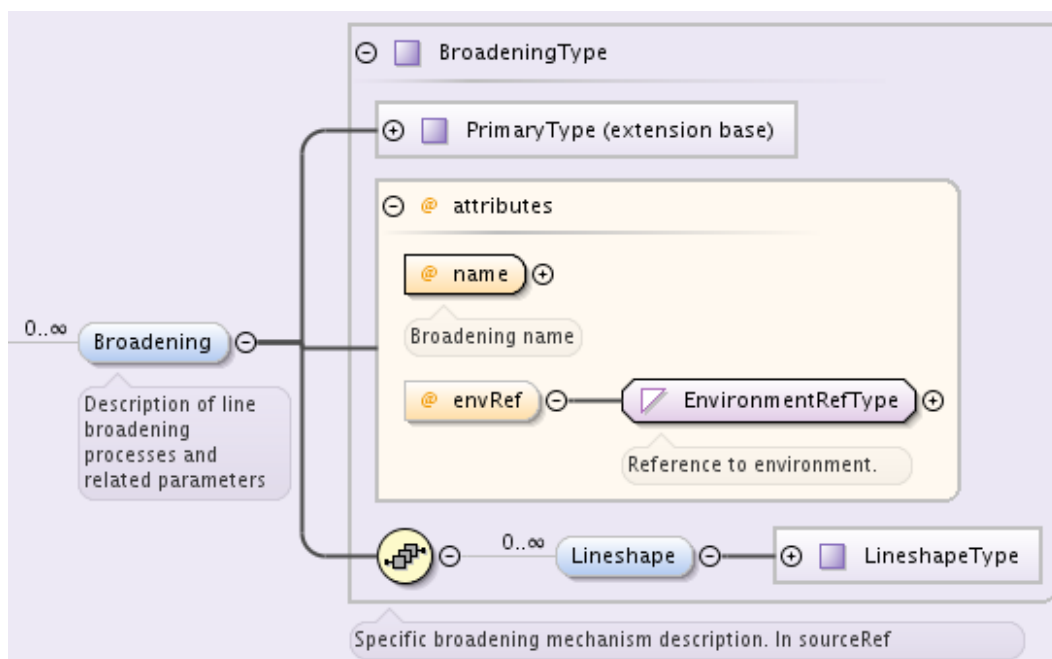 BroadeningType
PrimaryType (extension base)
@ attributes
@ name
Broadening name
0..∞
Broadening
Description of line
broadening
processes and
related parameters
@ envRef
EnvironmentRefType
Reference to environment.
0..∞
Lineshape
LineshapeType
Specific broadening mechanism description. In sourceRef